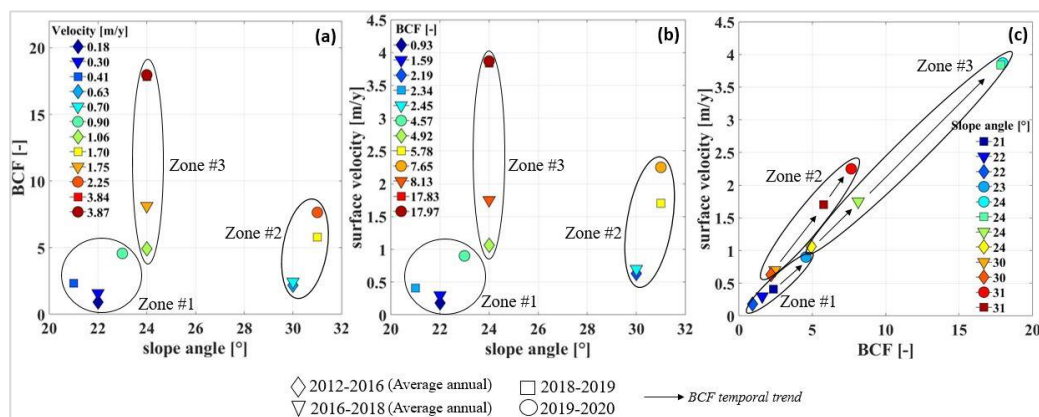 Velocity [m/y]
0.18
0.30
0.41
0.63
0.70
0.90
1.06
1.70
1.75
2.25
3.84
3.87
(a)
Zone #3
Zone #2
Zone #1
BCF [-]
20
15
10
5
0
22 24 26 28 30 32
slope angle [°]
BCF [-]
0.93
1.59
2.19
2.34
2.45
4.57
4.92
5.78
7.65
8.13
17.83
17.97
(b)
Zone #3
Zone #2
Zone #1
surface velocity [m/y]
4.5
4
3.5
3
2.5
2
1.5
1
0.5
0
22 24 26 28 30 32
slope angle [°]
(c)
Zone #3
Zone #2
Zone #1
Slope angle [°]
21
22
22
23
24
24
24
24
30
30
31
31
surface velocity [m/y]
4.5
4
3.5
3
2.5
2
1.5
1
0.5
0
0 5 10 15 20
BCF [-]
2012-2016 (Average annual)
2016-2018 (Average annual)
2018-2019
2019-2020
BCF temporal trend